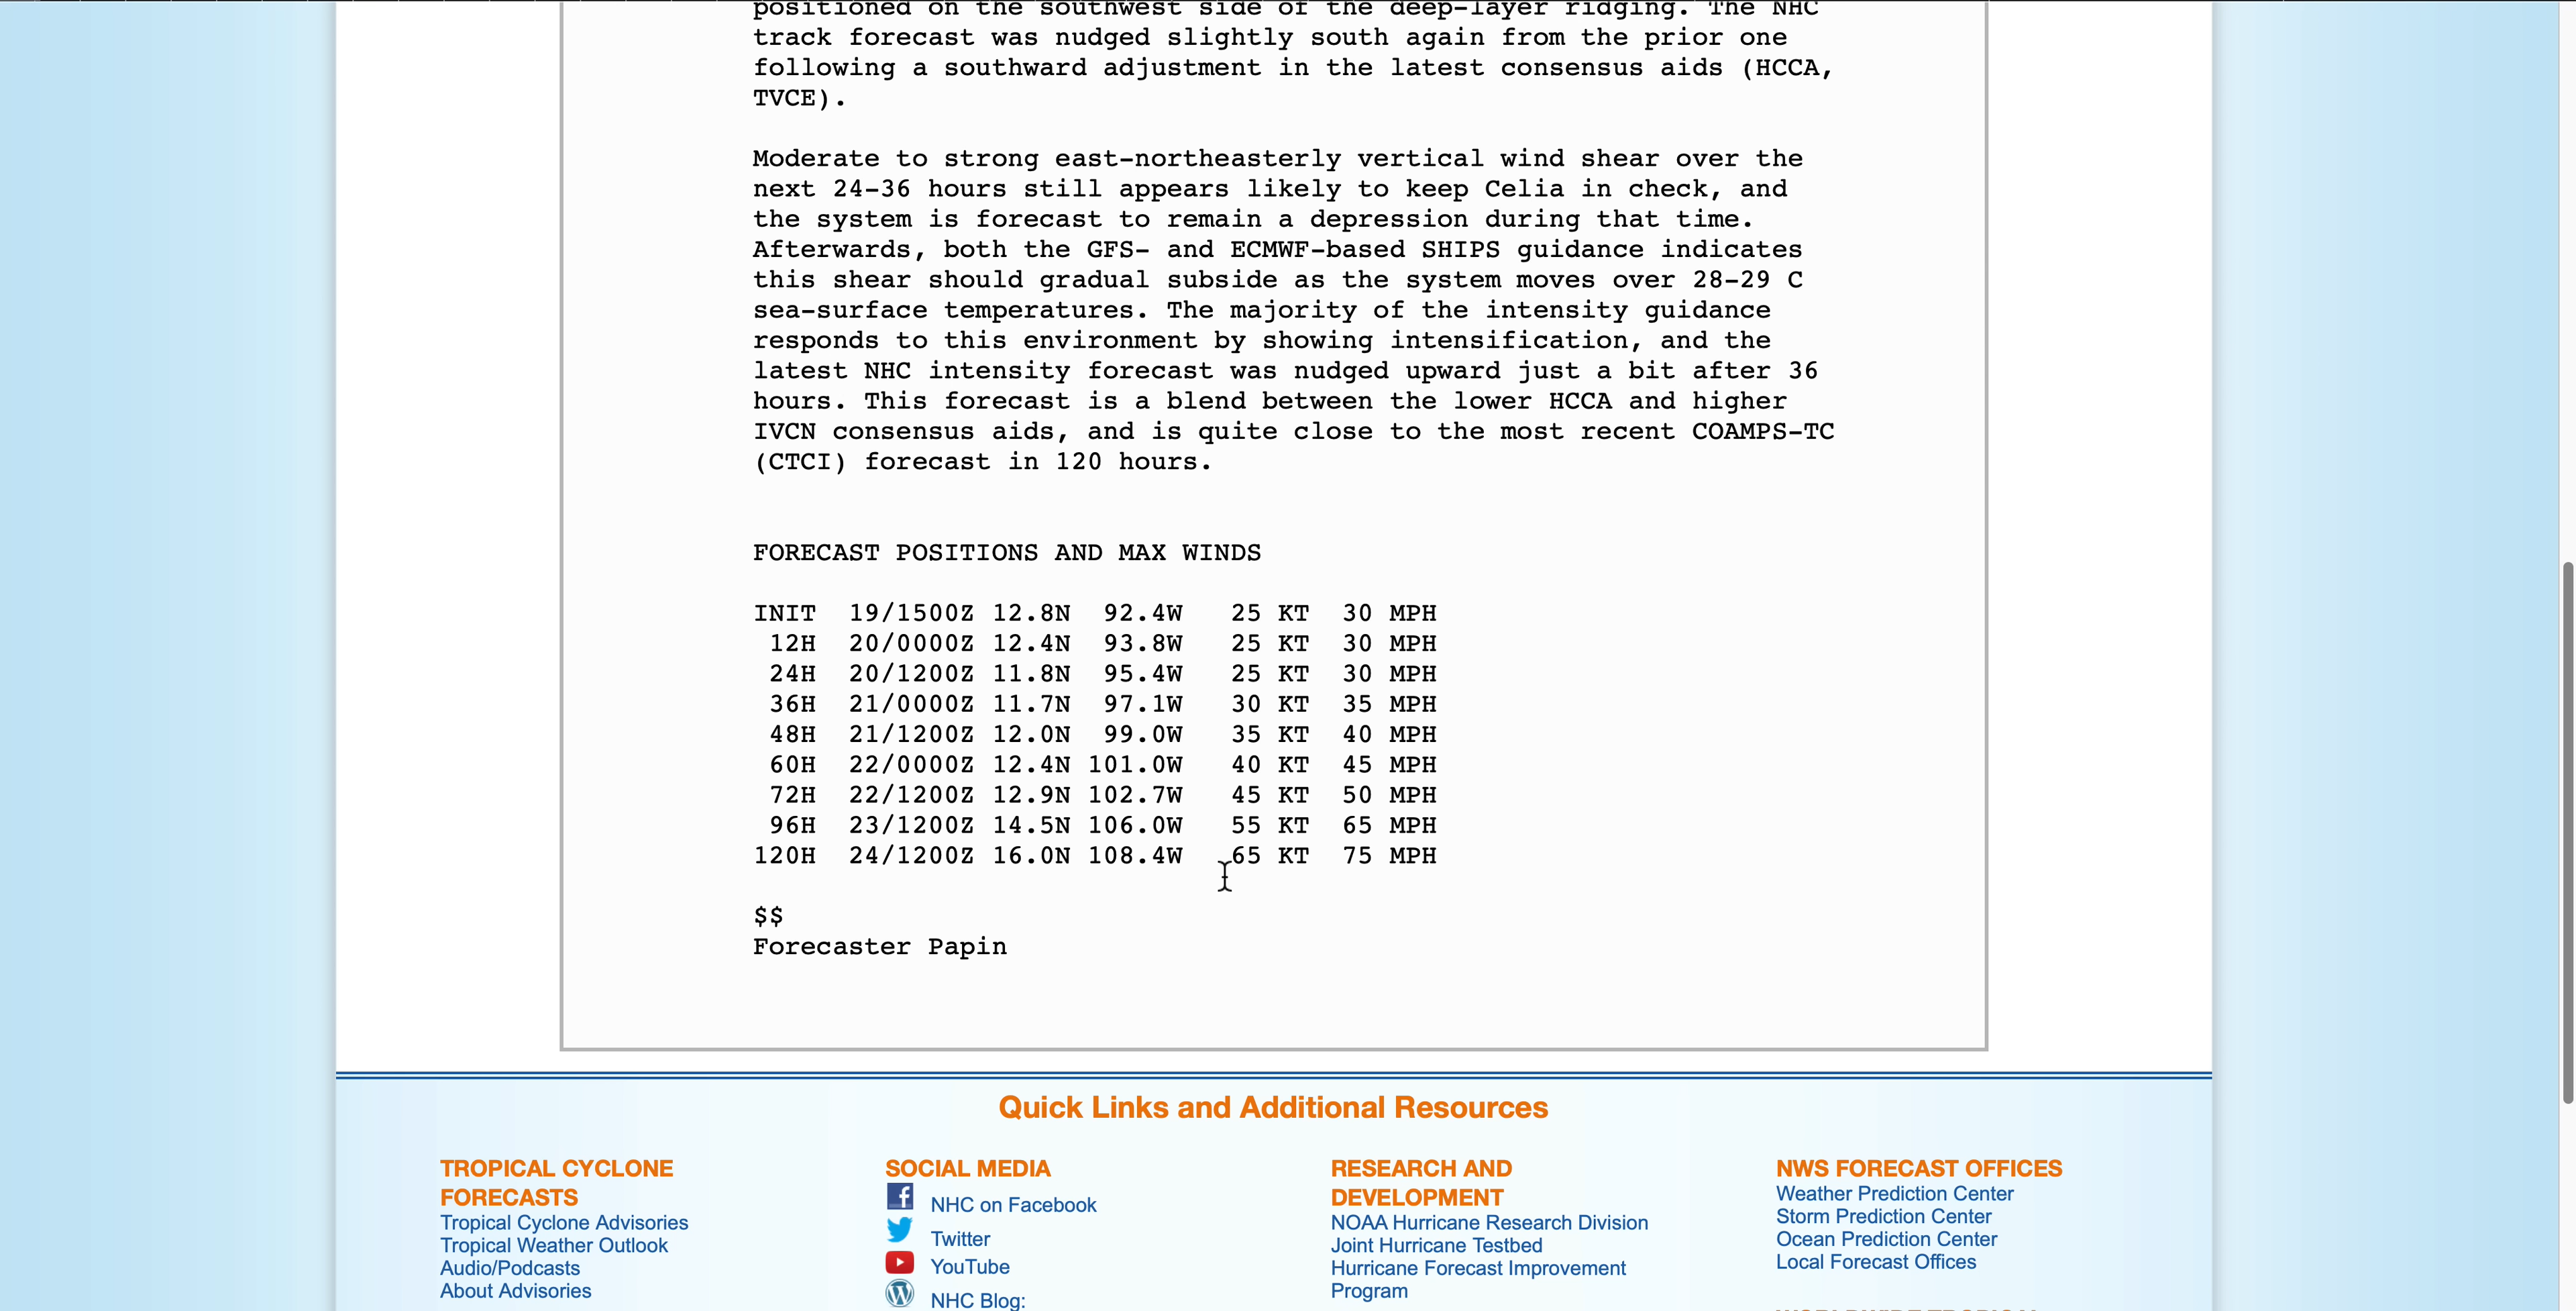 positioned on the southwest side of the deep-layer ridging. The NHC
track forecast was nudged slightly south again from the prior one
following a southward adjustment in the latest consensus aids (HCCA,
TVCE).
Moderate to strong east-northeasterly vertical wind shear over the
next 24-36 hours still appears likely to keep Celia in check, and
the system is forecast to remain a depression during that time.
Afterwards, both the GFS- and ECMWF-based SHIPS guidance indicates
this shear should gradual subside as the system moves over 28-29 C
sea-surface temperatures. The majority of the intensity guidance
responds to this environment by showing intensification, and the
latest NHC intensity forecast was nudged upward just a bit after 36
hours. This forecast is a blend between the lower HCCA and higher
IVCN consensus aids, and is quite close to the most recent COAMPS-TC
(CTCI) forecast in 120 hours.
FORECAST POSITIONS AND MAX WINDS
INIT 19/1500Z 12.8N 92.4W 25 KT 30 MPH
12H 20/0000Z 12.4N 93.8W 25 KT 30 MPH
24H 20/1200Z 11.8N 95.4W 25 KT 30 MPH
36H 21/0000Z 11.7N 97.1W 30 KT 35 MPH
48H 21/1200Z 12.0N 99.0W 35 KT 40 MPH
60H 22/0000Z 12.4N 101.0W 40 KT 45 MPH
72H 22/1200Z 12.9N 102.7W 45 KT 50 MPH
96H 23/1200Z 14.5N 106.0W 55 KT 65 MPH
120H 24/1200Z 16.0N 108.4W 65 KT 75 MPH
$$
Forecaster Papin
Quick Links and Additional Resources
TROPICAL CYCLONE
FORECASTS
Tropical Cyclone Advisories
Tropical Weather Outlook
Audio/Podcasts
About Advisories
SOCIAL MEDIA
NHC on Facebook
Twitter
YouTube
NHC Blog:
RESEARCH AND
DEVELOPMENT
NOAA Hurricane Research Division
Joint Hurricane Testbed
Hurricane Forecast Improvement
Program
NWS FORECAST OFFICES
Weather Prediction Center
Storm Prediction Center
Ocean Prediction Center
Local Forecast Offices